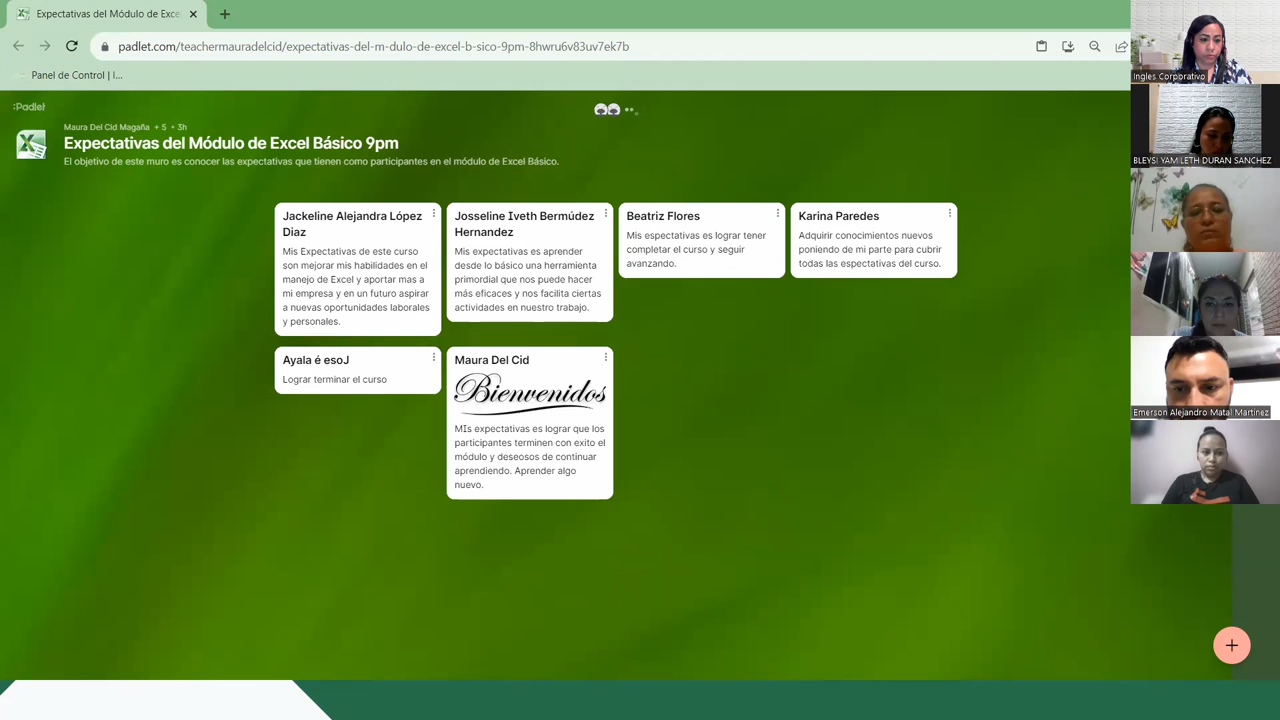 Expectativas del Módulo de Exce
padlet.com/teachermauradelcid/expectativas-del-m-dulo-de-excel-b-sico-9pm-8hwru6v83uv7ek7b
Panel de Control | I...
:Padlet
Maura Del Cid Magaña + 5 • 3h
Expectativas del Módulo de Excel Básico 9pm
El objetivo de este muro es conocer las expectativas que tienen como participantes en el módulo de Excel Básico.
Jackeline Alejandra López
Diaz
Mis Expectativas de este curso
son mejorar mis habilidades en el
manejo de Excel y aportar mas a
mi empresa y en un futuro aspirar
a nuevas oportunidades laborales
y personales.
Josseline Iveth Bermúdez
Hernandez
Mis expectativas es aprender
desde lo básico una herramienta
primordial que nos puede hacer
más eficaces y nos facilita ciertas
actividades en nuestro trabajo.
Beatriz Flores
Mis espectativas es lograr tener
completar el curso y seguir
avanzando.
Karina Paredes
Adquirir conocimientos nuevos
poniendo de mi parte para cubrir
todas las espectativas del curso.
Ayala é esoJ
Lograr terminar el curso
Maura Del Cid
Bienvenidos
MIs expectativas es lograr que los
participantes terminen con exito el
módulo y deseosos de continuar
aprendiendo. Aprender algo
nuevo.
Ingles Corporativo
BLEYSI YAMILETH DURAN SANCHEZ
Emerson Alejandro Matal Martinez